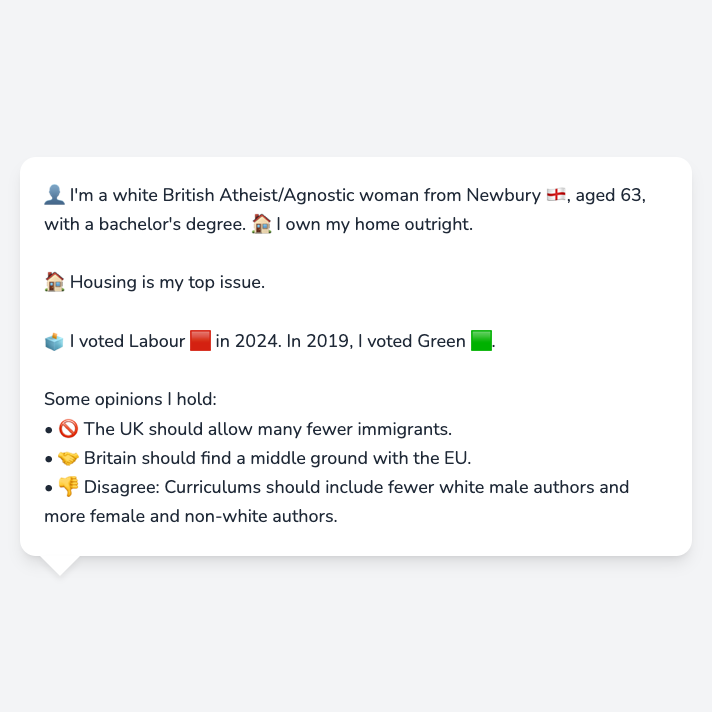 👤 I'm a white British Atheist/Agnostic woman from Newbury 🏴󠁧󠁢󠁥󠁮󠁧󠁿, aged 63,
with a bachelor's degree. 🏠 I own my home outright.
🏠 Housing is my top issue.
🗳️ I voted Labour 🟥 in 2024. In 2019, I voted Green 🟩.
Some opinions I hold:
• 🚫 The UK should allow many fewer immigrants.
• 🤝 Britain should find a middle ground with the EU.
• 👎 Disagree: Curriculums should include fewer white male authors and
more female and non-white authors.